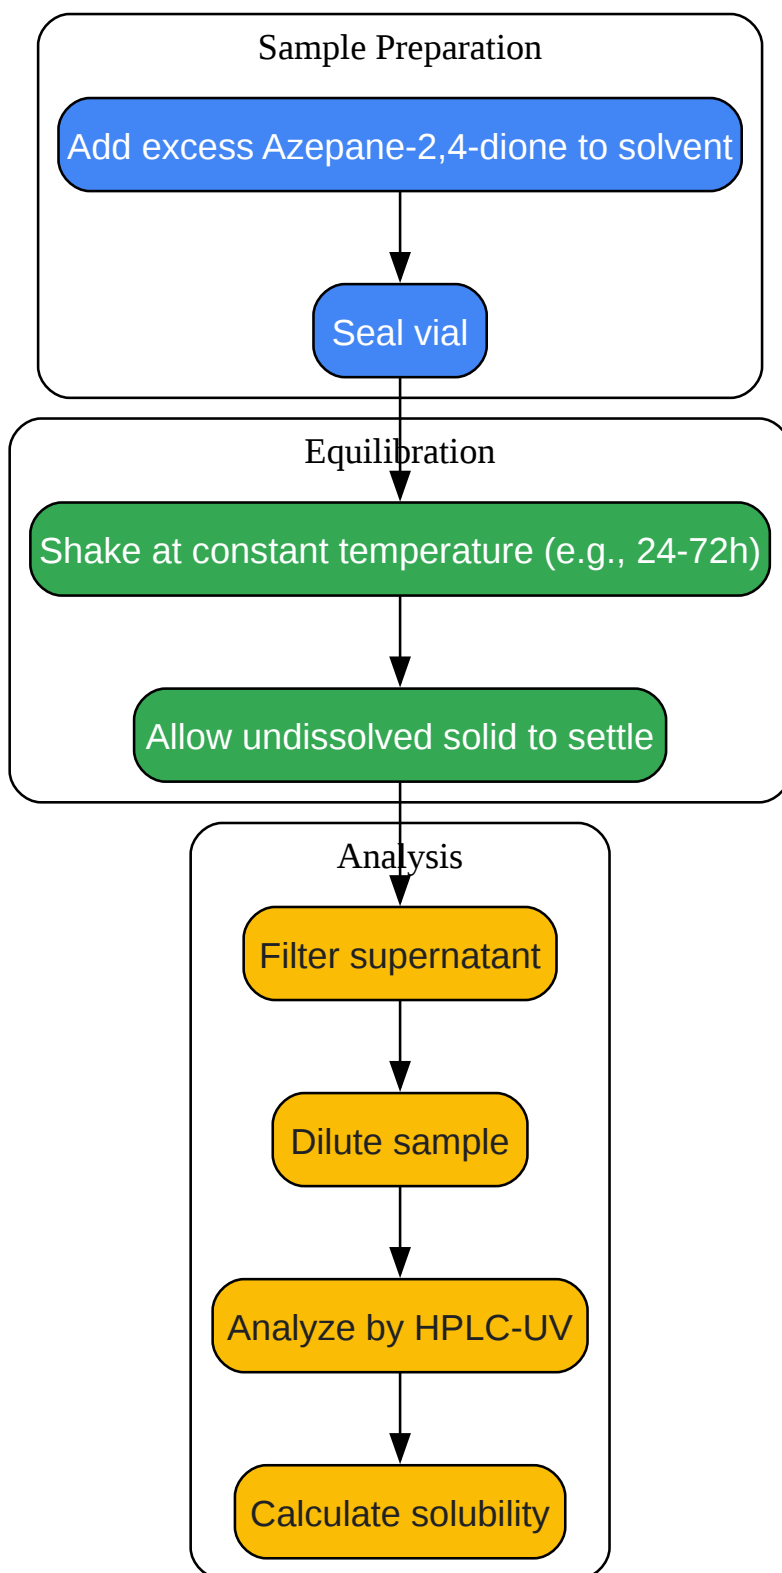 Sample Preparation
Add excess Azepane-2,4-dione to solvent
Seal vial
Equilibration
Shake at constant temperature (e.g., 24-72h)
Allow undissolved solid to settle
Analysis
Filter supernatant
Dilute sample
Analyze by HPLC-UV
Calculate solubility